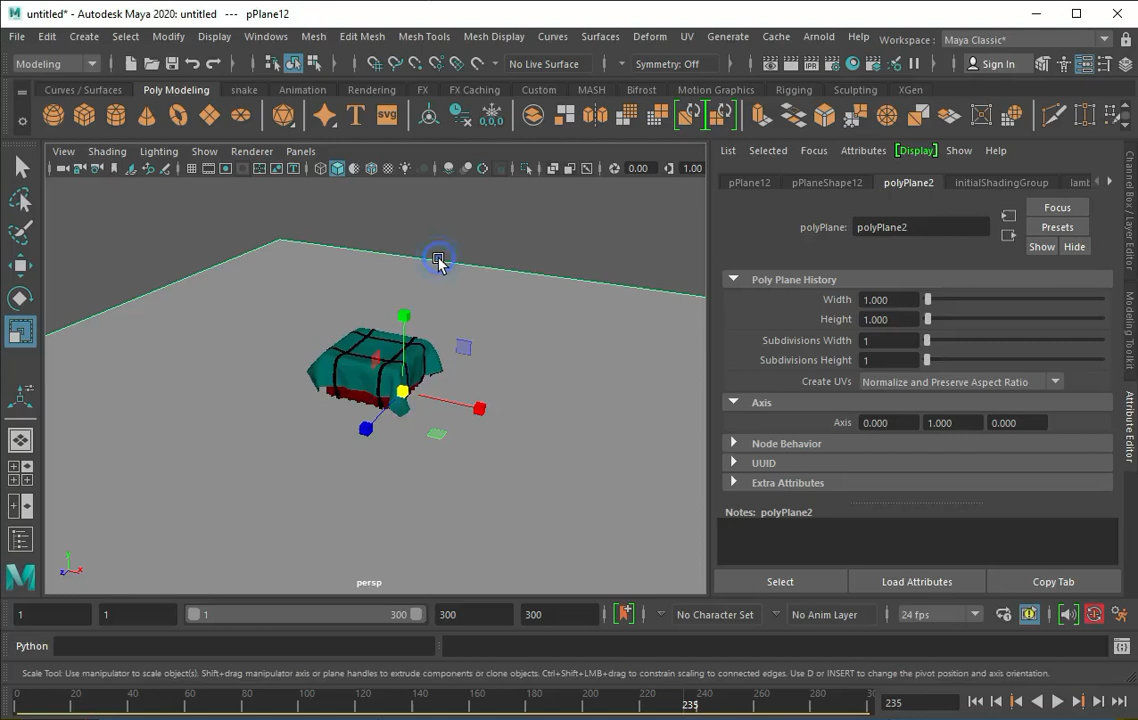 untitled* - Autodesk Maya 2020: untitled --- pPlane12
File Edit Create Select Modify Display Windows Mesh Edit Mesh Mesh Tools Mesh Display Curves Surfaces Deform UV Generate Cache Arnold Help Workspace : Maya Classic*
Modeling No Live Surface Symmetry: Off Sign In
Curves / Surfaces Poly Modeling snake Animation Rendering FX FX Caching Custom MASH Bifrost Motion Graphics Rigging Sculpting XGen
T svg 0,0,0
View Shading Lighting Show Renderer Panels
0.00 1.00
List Selected Focus Attributes Display Show Help
pPlane12 pPlaneShape12 polyPlane2 initialShadingGroup lamb
Focus
polyPlane: polyPlane2 Presets
Show Hide
Poly Plane History
Width 1.000
Height 1.000
Subdivisions Width 1
Subdivisions Height 1
Create UVs Normalize and Preserve Aspect Ratio
Axis
Axis 0.000 1.000 0.000
Node Behavior
UUID
Extra Attributes
Notes: polyPlane2
Select Load Attributes Copy Tab
Channel Box / Layer Editor
Modeling Toolkit
Attribute Editor
y
z x
persp
1 1 1 300 300 300 No Character Set No Anim Layer 24 fps
Python
Scale Tool: Use manipulator to scale object(s). Shift+drag manipulator axis or plane handles to extrude components or clone objects. Ctrl+Shift+LMB+drag to constrain scaling to connected edges. Use D or INSERT to change the pivot position and axis orientation.
0 20 40 60 80 100 120 140 160 180 200 220 240 260 280 30
235 235